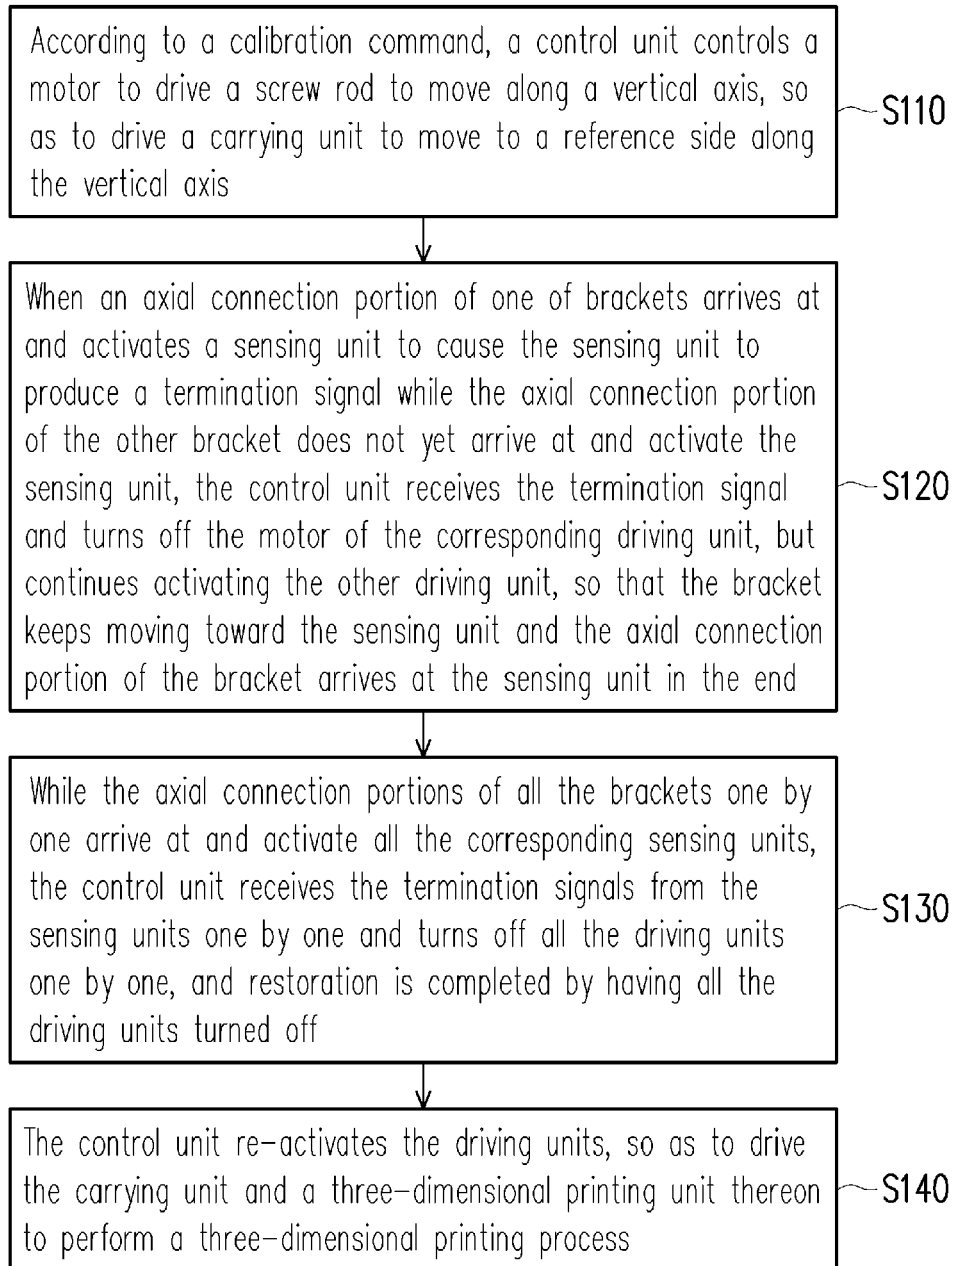 According to a calibration command, a control unit controls a
motor to drive a screw rod to move along a vertical axis, so
as to drive a carrying unit to move to a reference side along
the vertical axis
S110
When an axial connection portion of one of brackets arrives at
and activates a sensing unit to cause the sensing unit to
produce a termination signal while the axial connection portion
of the other bracket does not yet arrive at and activate the
sensing unit, the control unit receives the termination signal
and turns off the motor of the corresponding driving unit, but
continues activating the other driving unit, so that the bracket
keeps moving toward the sensing unit and the axial connection
portion of the bracket arrives at the sensing unit in the end
S120
While the axial connection portions of all the brackets one by
one arrive at and activate all the corresponding sensing units,
the control unit receives the termination signals from the
sensing units one by one and turns off all the driving units
one by one, and restoration is completed by having all the
driving units turned off
S130
The control unit re-activates the driving units, so as to drive
the carrying unit and a three-dimensional printing unit thereon
to perform a three-dimensional printing process
S140